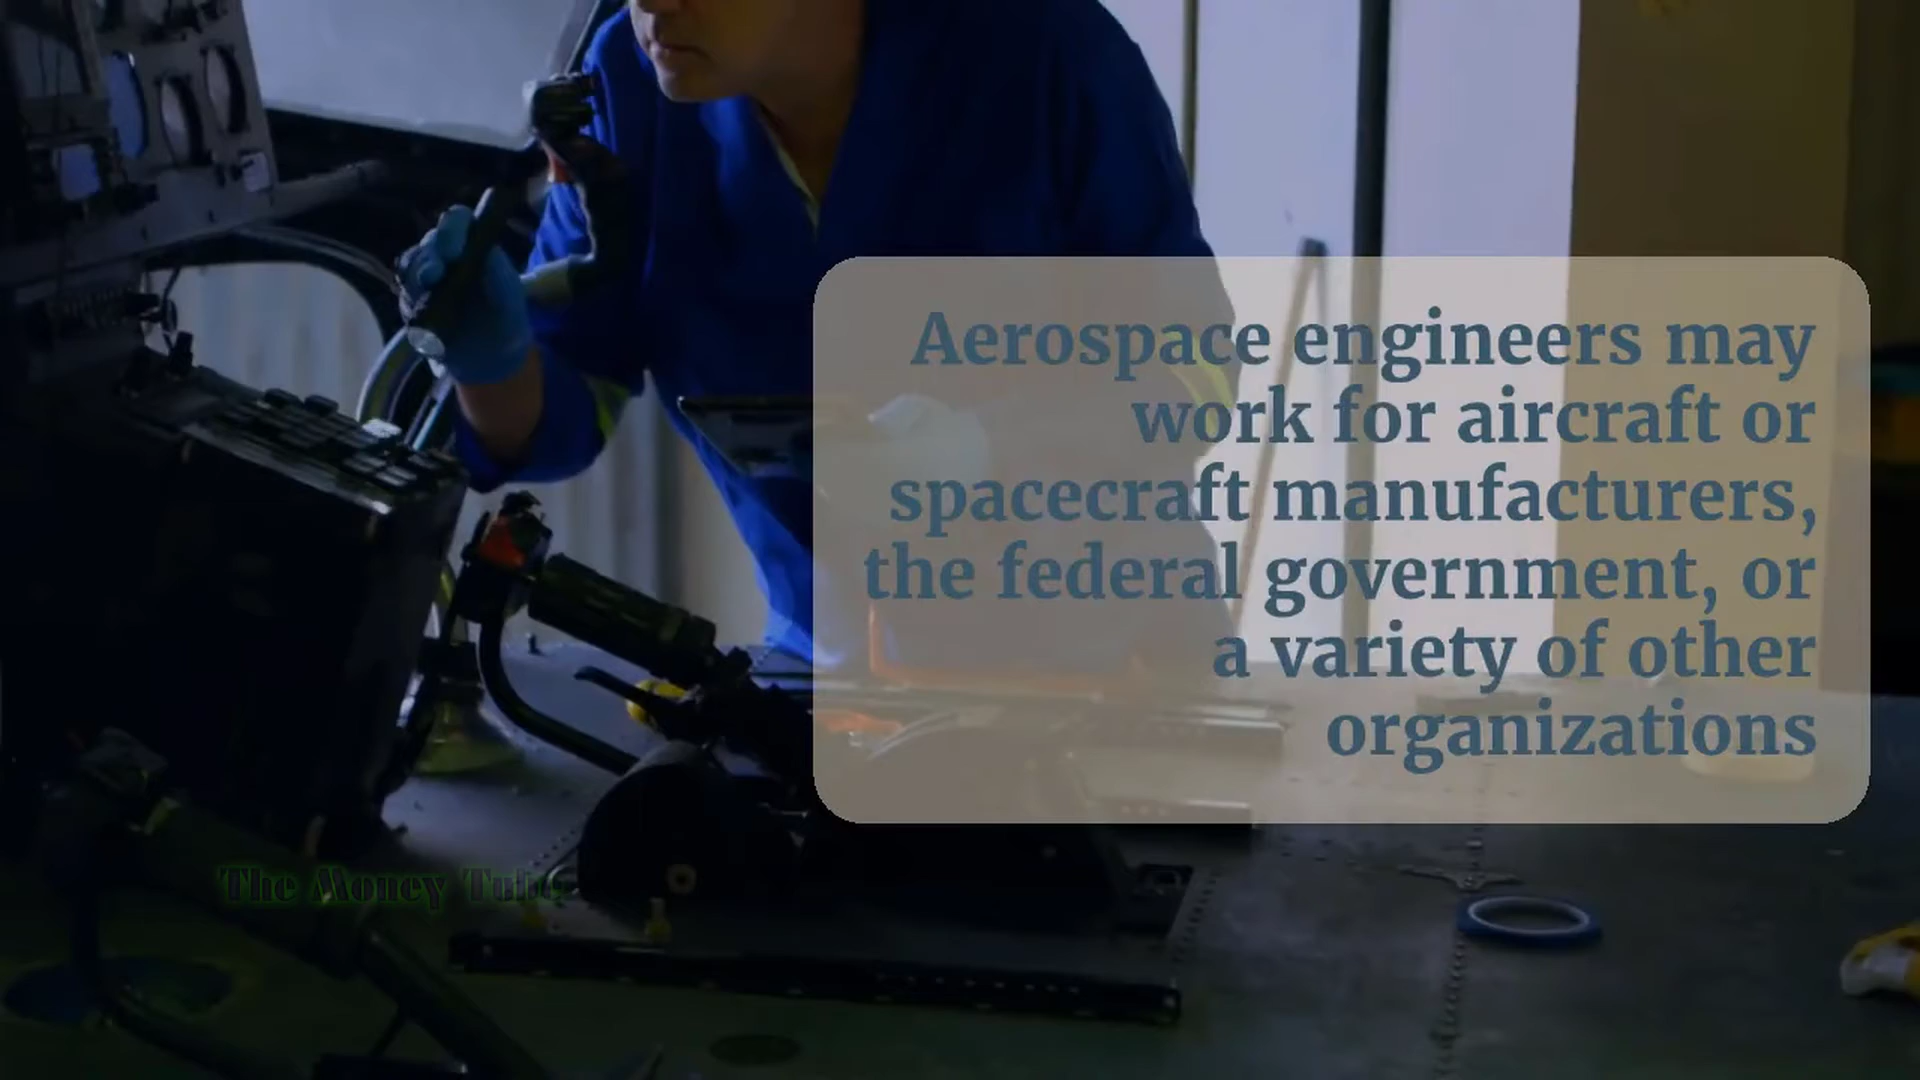 Aerospace engineers may
work for aircraft or
spacecraft manufacturers,
the federal government, or
a variety of other
organizations
The Money Tube